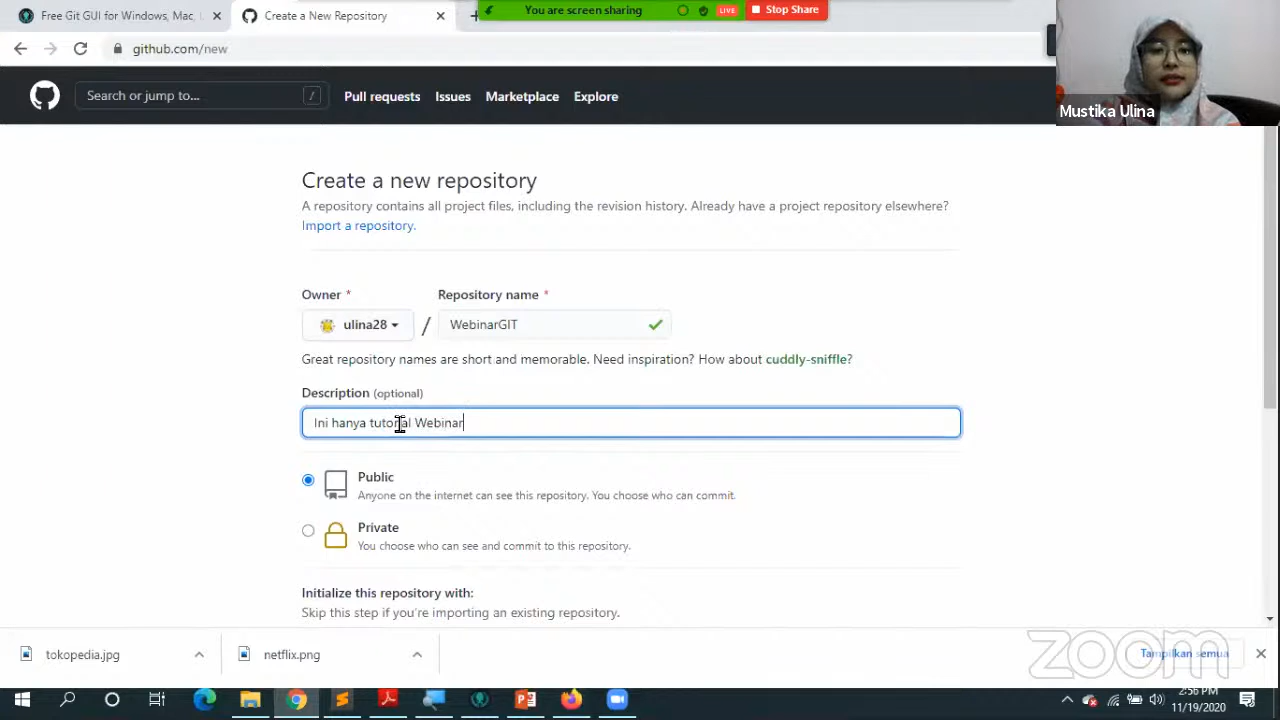 Free Git GUI for Windows, Mac,
Create a New Repository
You are screen sharing
LIVE
Stop Share
github.com/new
Search or jump to...
/
Pull requests
Issues
Marketplace
Explore
Mustika Ulina
Create a new repository
A repository contains all project files, including the revision history. Already have a project repository elsewhere?
Import a repository.
Owner *
Repository name *
ulina28
/
WebinarGIT
Great repository names are short and memorable. Need inspiration? How about cuddly-sniffle?
Description (optional)
Ini hanya tutorial Webinar
Public
Anyone on the internet can see this repository. You choose who can commit.
Private
You choose who can see and commit to this repository.
Initialize this repository with:
Skip this step if you're importing an existing repository.
tokopedia.jpg
netflix.png
Tampilkan semua
zoom
2:56 PM
11/19/2020